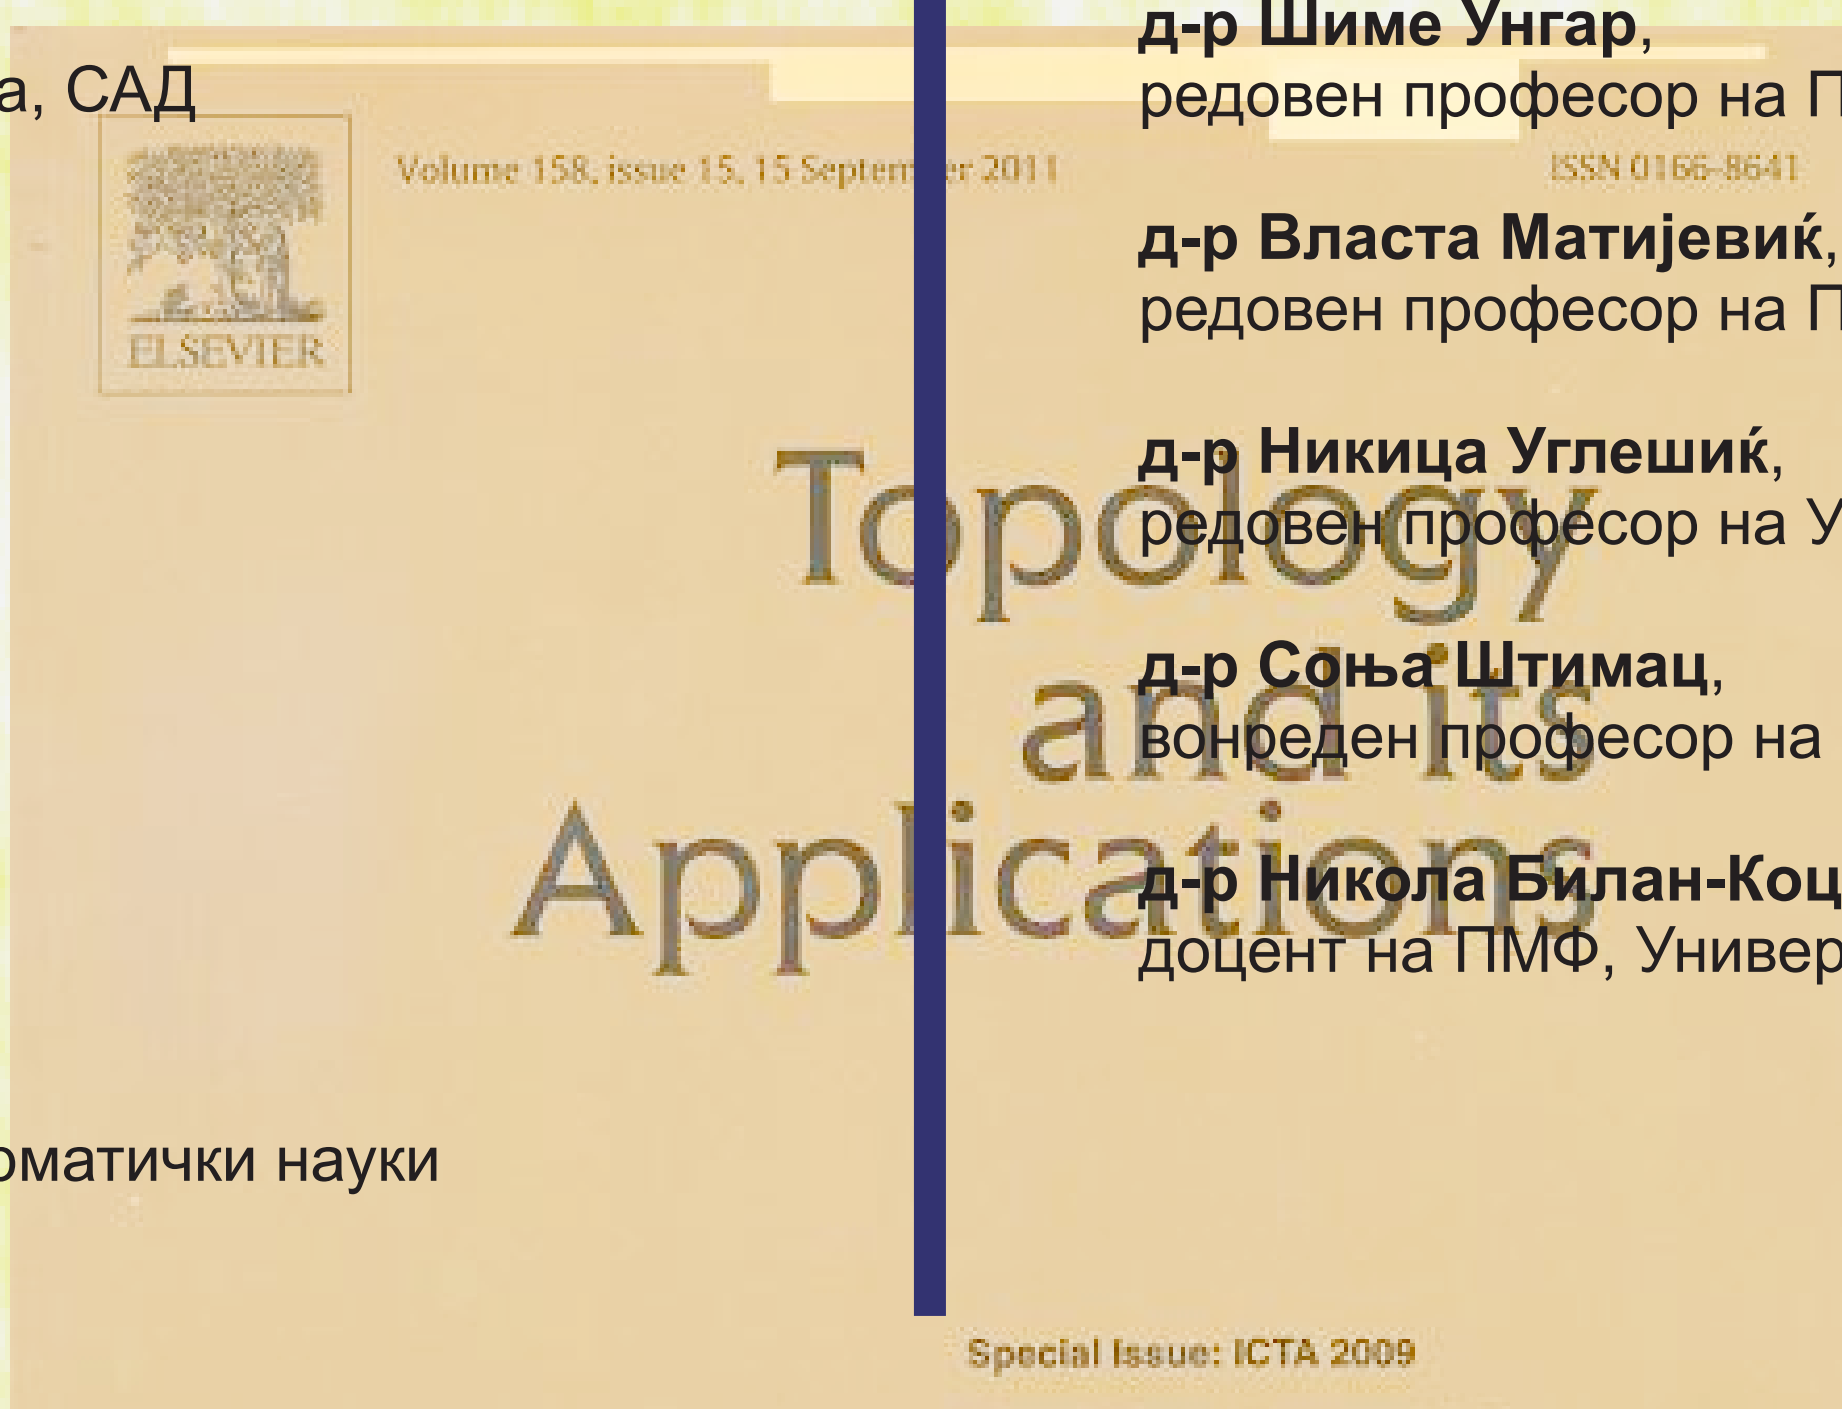 а, САД
д-р Шиме Унгар,
редовен професор на П
Volume 158, issue 15, 15 September 2011
ISSN 0166-8641
ELSEVIER
д-р Власта Матијевиќ,
редовен професор на П
д-р Никица Углешиќ,
редовен професор на У
Topology
and its
Applications
д-р Соња Штимац,
вонреден професор на
д-р Никола Билан-Коц
доцент на ПМФ, Универ
оматички науки
Special Issue: ICTA 2009